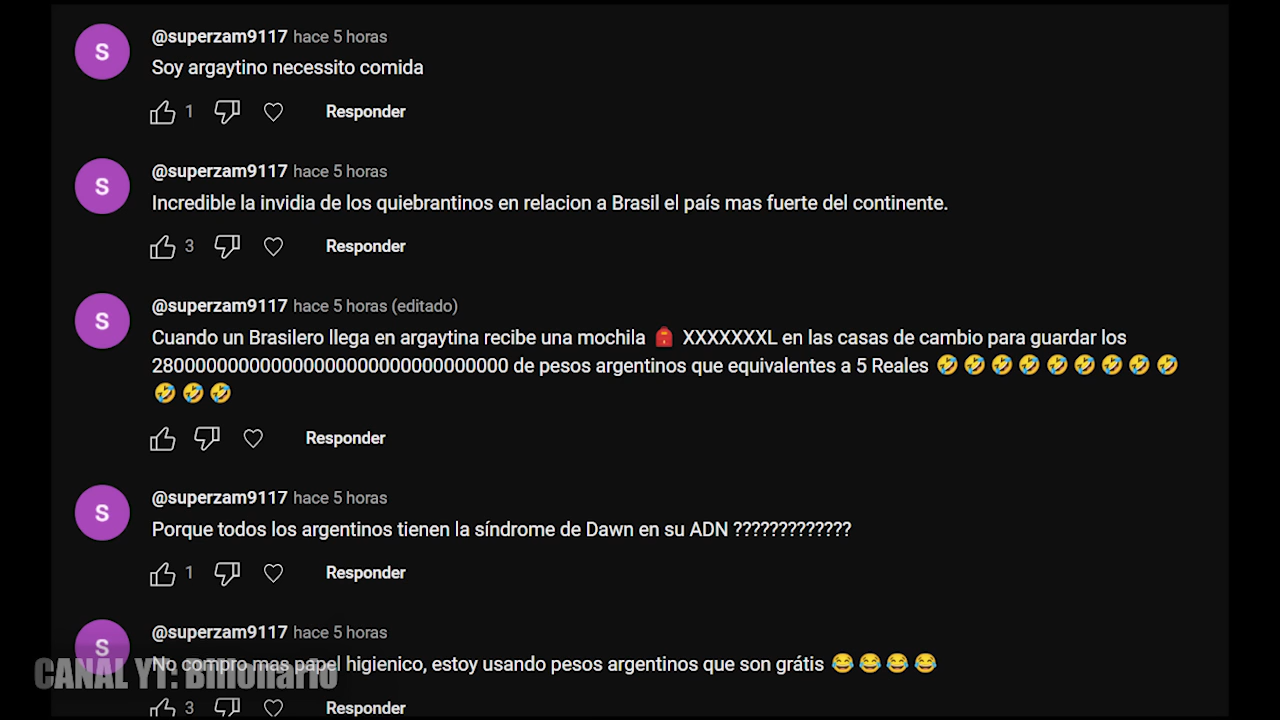 @superzam9117 hace 5 horas
Soy argaytino necessito comida
1 Responder
@superzam9117 hace 5 horas
Incredible la invidia de los quiebrantinos en relacion a Brasil el país mas fuerte del continente.
3 Responder
@superzam9117 hace 5 horas (editado)
Cuando un Brasilero llega en argaytina recibe una mochila 🎒 XXXXXXXL en las casas de cambio para guardar los
28000000000000000000000000000000 de pesos argentinos que equivalentes a 5 Reales 🤣🤣🤣🤣🤣🤣🤣🤣🤣
🤣🤣🤣
Responder
@superzam9117 hace 5 horas
Porque todos los argentinos tienen la síndrome de Dawn en su ADN ?????????????
1 Responder
@superzam9117 hace 5 horas
No compro mas papel higienico, estoy usando pesos argentinos que son grátis 😂😂😂😂
CANAL YT: Billonario
3 Responder
S
S
S
S
S